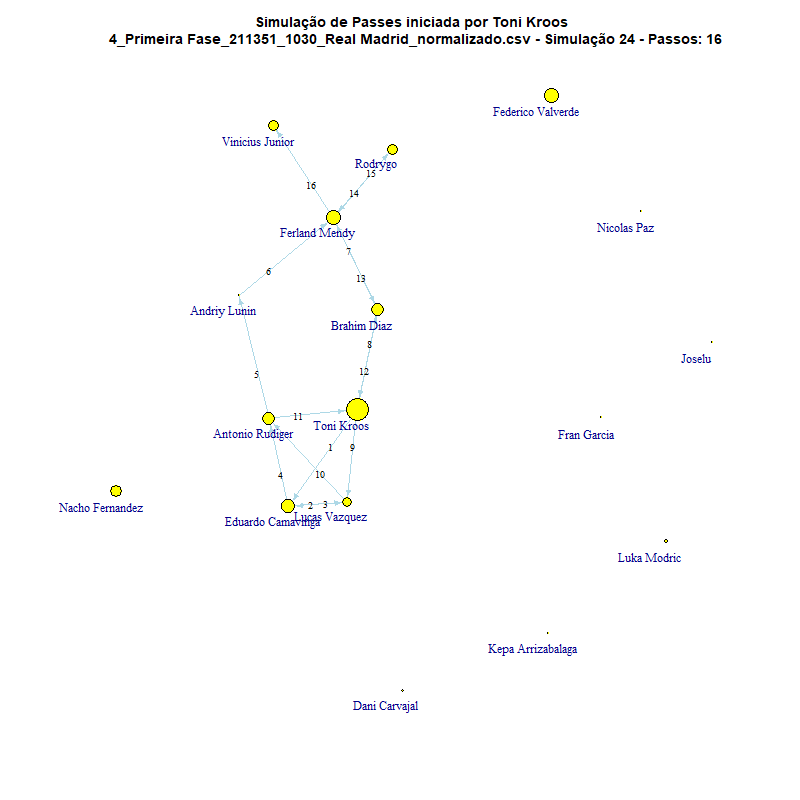 Simulação de Passes iniciada por Toni Kroos
4_Primeira Fase_211351_1030_Real Madrid_normalizado.csv - Simulação 24 - Passos: 16
Federico Valverde
Vinicius Junior
Rodrygo
15
16
14
Nicolas Paz
Ferland Mendy
7
6
13
Andriy Lunin
Brahim Diaz
8
Joselu
12
5
11
Toni Kroos
Antonio Rudiger
Fran Garcia
1
9
4
10
Nacho Fernandez
2
3
Lucas Vazquez
Eduardo Camavinga
Luka Modric
Kepa Arrizabalaga
Dani Carvajal